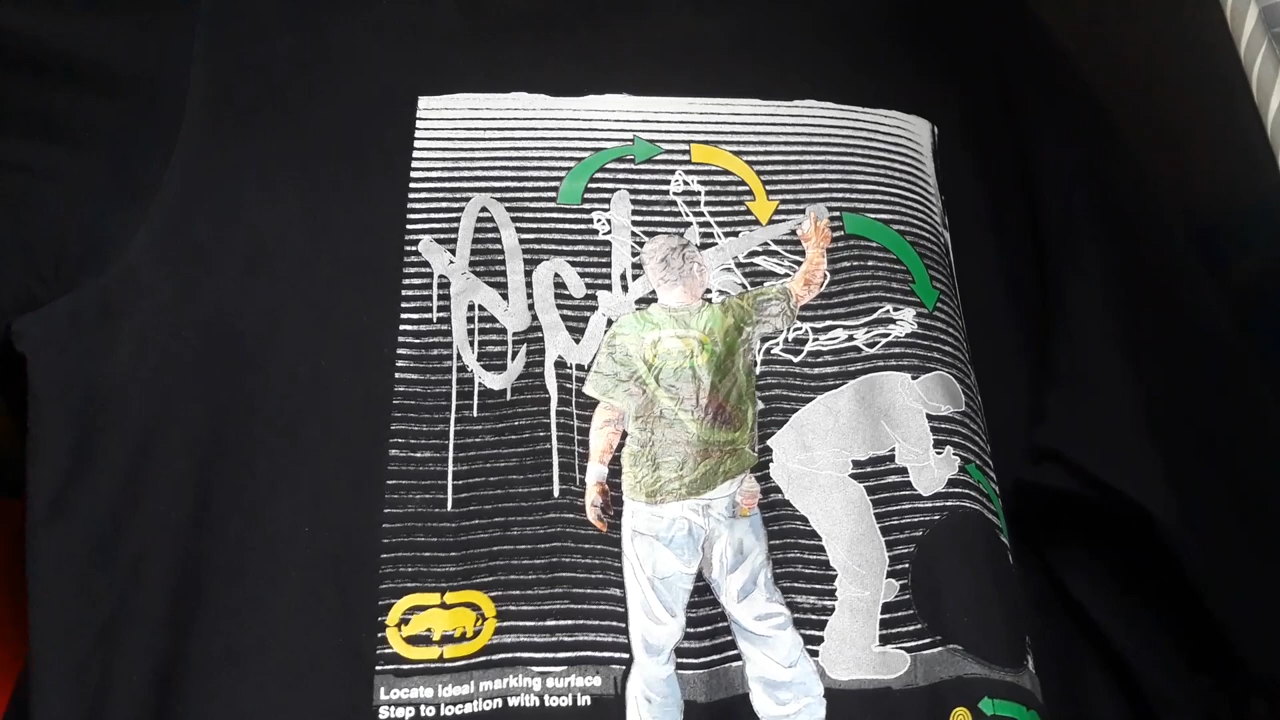 Locate ideal marking surface
Step to location with tool in